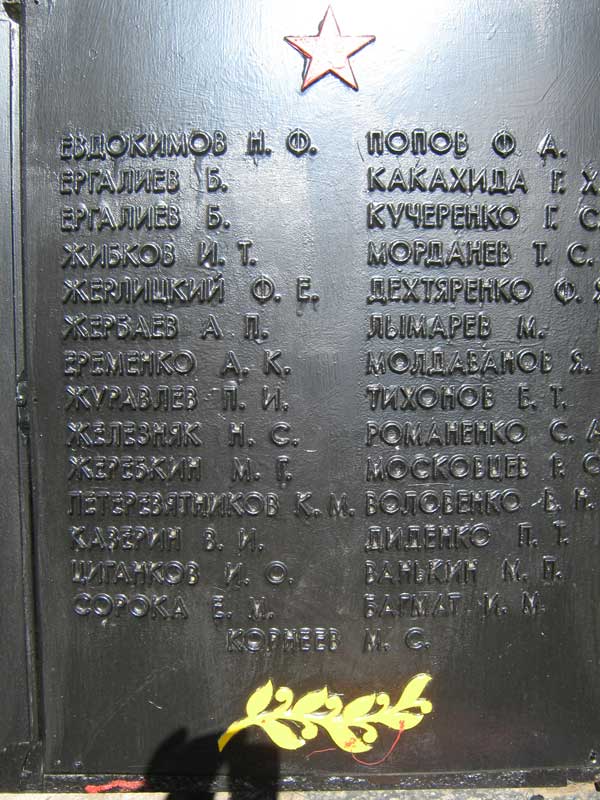 ЕВДОКИМОВ Н. Ф. ПОПОВ Ф. А.
ЕРГАЛИЕВ Б. КАКАХИДА Г. Х
ЕРГАЛИЕВ Б. КУЧЕРЕНКО Г. С.
ЖИБКОВ И. Т. МОРДАНЕВ Т. С.
ЖЕРЛИЦКИЙ Ф. Е. ДЕХТЯРЕНКО Ф. Я
ЖЕРБАЕВ А. П. ЛЫМАРЕВ М.
ЕРЕМЕНКО А. К. МОЛДАВАНОВ Я.
ЖУРАВЛЕВ П. И. ТИХОНОВ Б. Т.
ЖЕЛЕЗНЯК Н. С. РОМАНЕНКО С. А
ЖЕРЕБКИН М. Г. МОСКОВЦЕВ
ПЕТЕРЕВЯТНИКОВ К. М. ВОЛОВЕНКО В. Н.
КАВЕРИН В. И. ДИДЕНКО П. Т.
ЦИГАНКОВ И. О. ВАНЬКИН М. П.
СОРОКА Е. М. БАГМАТ И. М.
КОРНЕЕВ М. С.